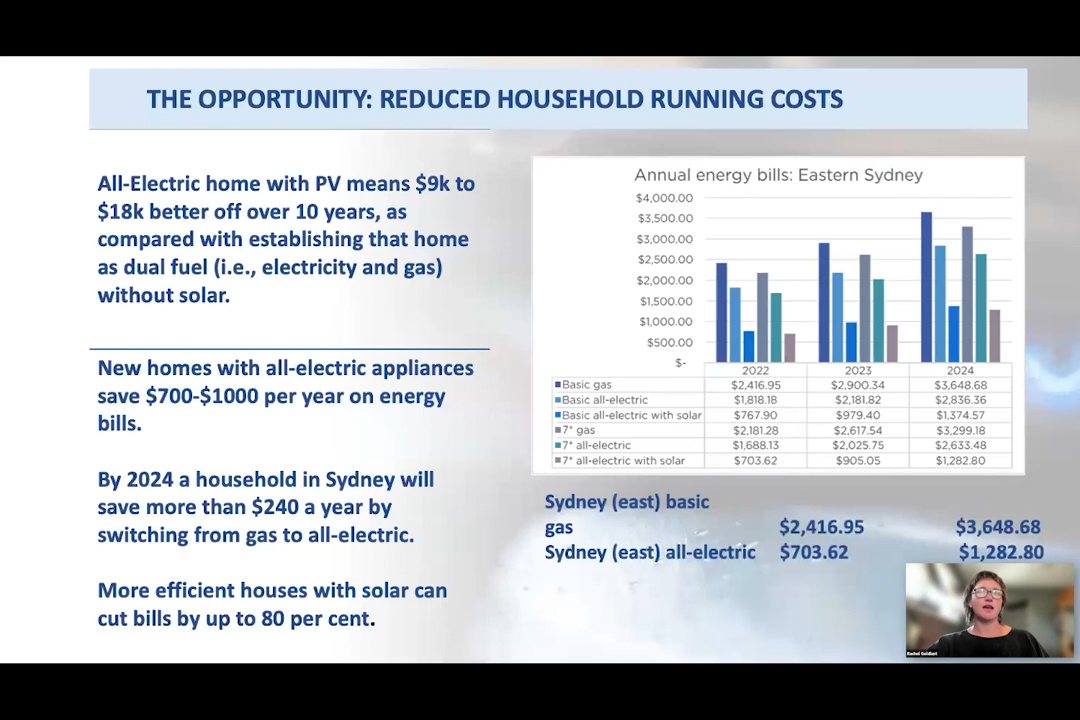 THE OPPORTUNITY: REDUCED HOUSEHOLD RUNNING COSTS
All-Electric home with PV means $9k to
$18k better off over 10 years, as
compared with establishing that home
as dual fuel (i.e., electricity and gas)
without solar.
New homes with all-electric appliances
save $700-$1000 per year on energy
bills.
By 2024 a household in Sydney will
save more than $240 a year by
switching from gas to all-electric.
More efficient houses with solar can
cut bills by up to 80 per cent.
Annual energy bills: Eastern Sydney
$4,000.00
$3,500.00
$3,000.00
$2,500.00
$2,000.00
$1,500.00
$1,000.00
$500.00
$-
2022 2023 2024
Basic gas $2,416.95 $2,900.34 $3,648.68
Basic all-electric $1,818.18 $2,181.82 $2,836.36
Basic all-electric with solar $767.90 $979.40 $1,374.57
7* gas $2,181.28 $2,617.54 $3,299.18
7* all-electric $1,688.13 $2,025.75 $2,633.48
7* all-electric with solar $703.62 $905.05 $1,282.80
Sydney (east) basic
gas $2,416.95 $3,648.68
Sydney (east) all-electric $703.62 $1,282.80
Rachel Goldlust